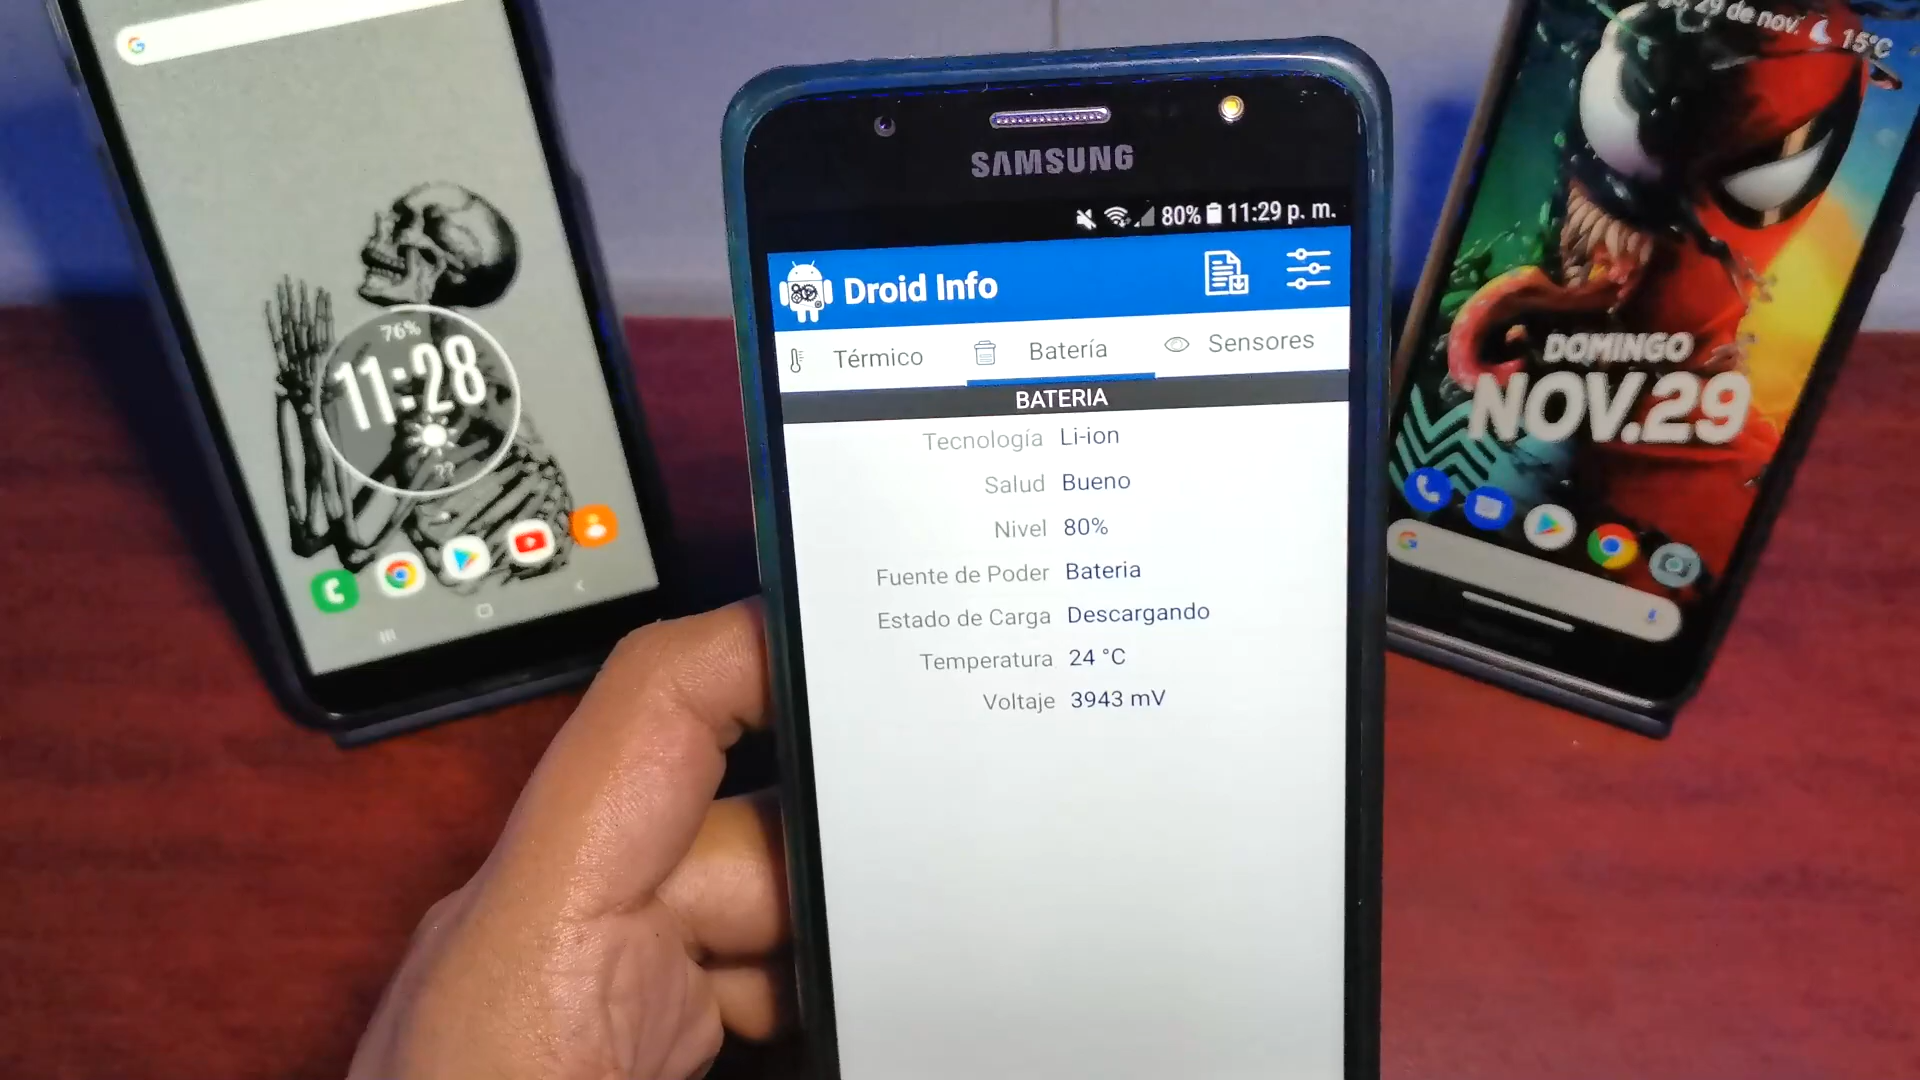 76%
11:28
??
SAMSUNG
80% 11:29 p. m.
Droid Info
Térmico Batería Sensores
BATERIA
Tecnología Li-ion
Salud Bueno
Nivel 80%
Fuente de Poder Bateria
Estado de Carga Descargando
Temperatura 24 °C
Voltaje 3943 mV
29 de nov. 15°C
DOMINGO
NOV.29